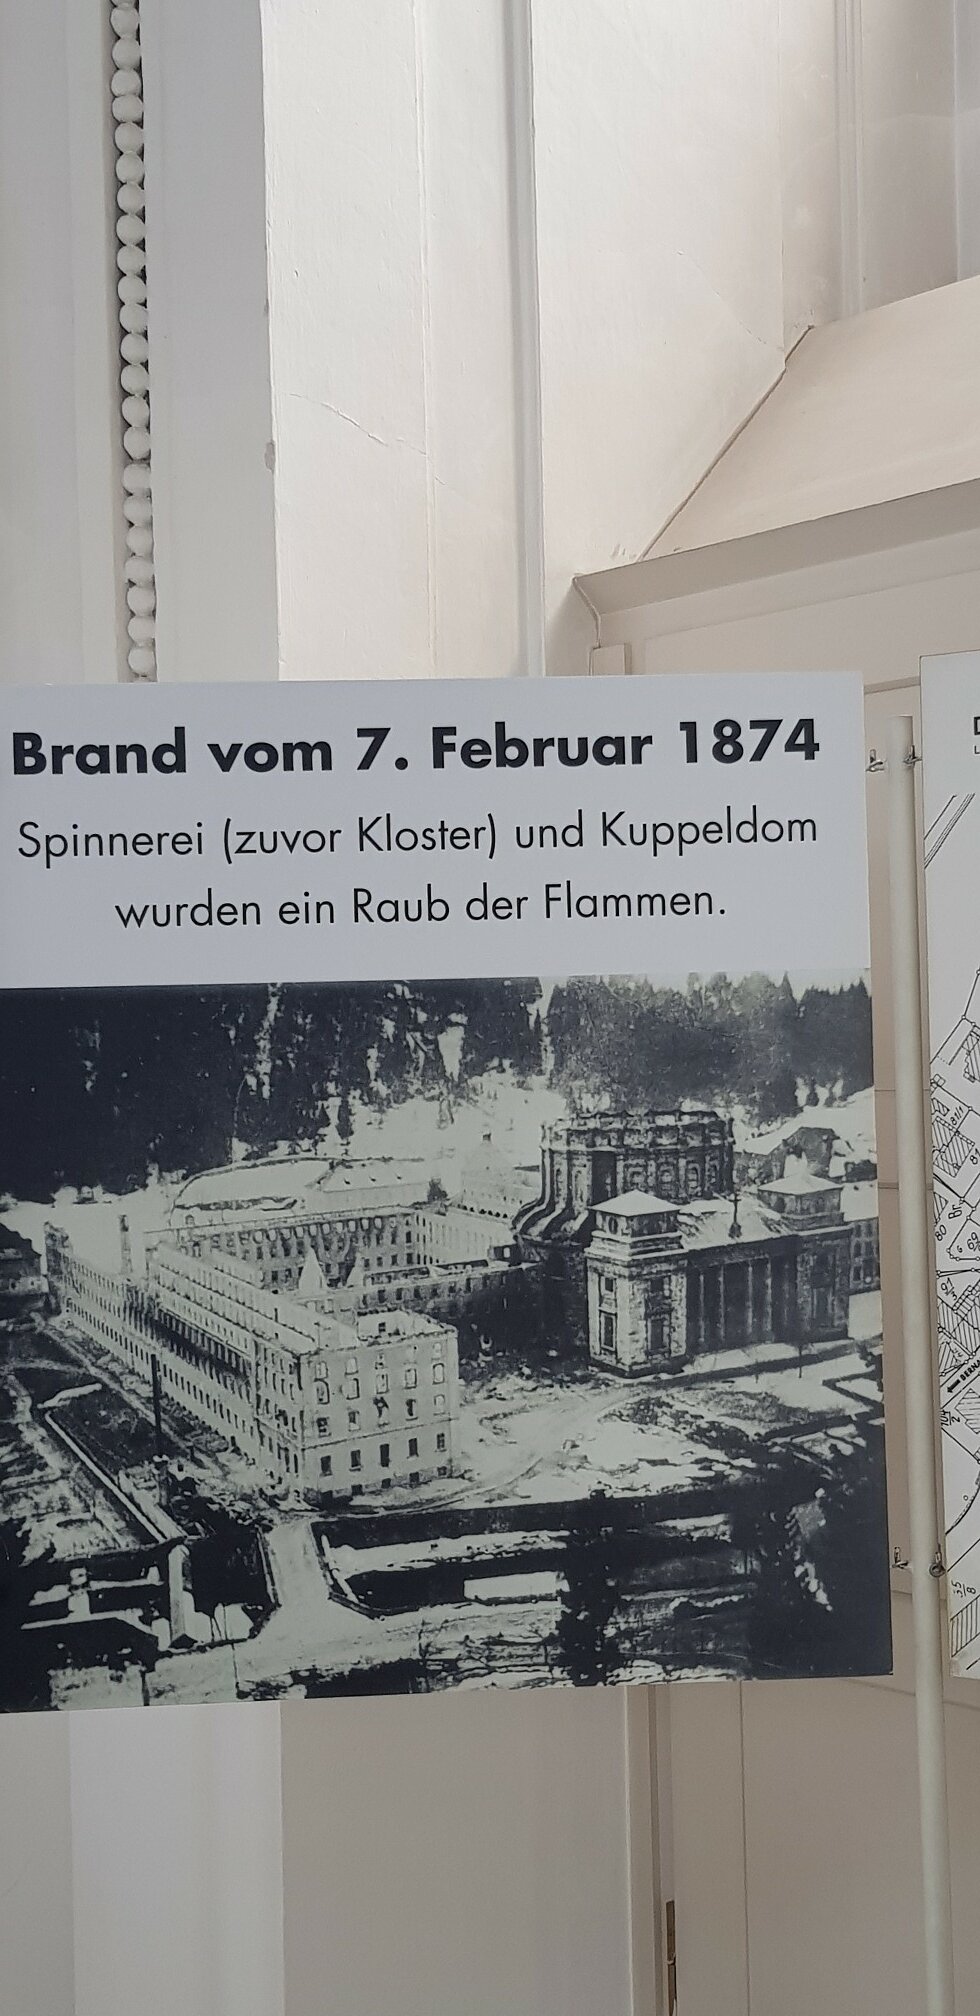 Brand vom 7. Februar 1874
Spinnerei (zuvor Kloster) und Kuppeldom
wurden ein Raub der Flammen.